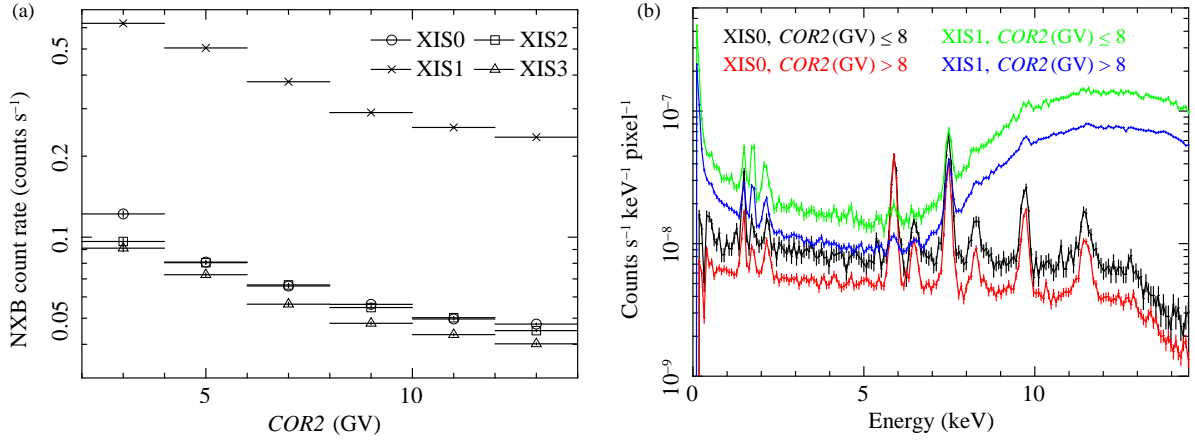 (a)
NXB count rate (counts s⁻¹)
0.5
0.2
0.1
0.05
XIS0
XIS2
XIS1
XIS3
5
10
COR2 (GV)
(b)
Counts s⁻¹ keV⁻¹ pixel⁻¹
10⁻⁷
10⁻⁸
10⁻⁹
XIS0, COR2(GV) ≤ 8
XIS1, COR2(GV) ≤ 8
XIS0, COR2(GV) > 8
XIS1, COR2(GV) > 8
0
5
10
Energy (keV)